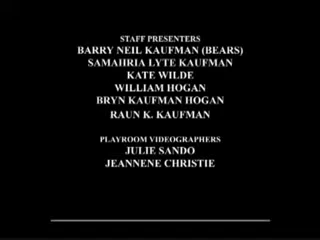 STAFF PRESENTERS
BARRY NEIL KAUFMAN (BEARS)
SAMAHRIA LYTE KAUFMAN
KATE WILDE
WILLIAM HOGAN
BRYN KAUFMAN HOGAN
RAUN K. KAUFMAN
PLAYROOM VIDEOGRAPHERS
JULIE SANDO
JEANNENE CHRISTIE